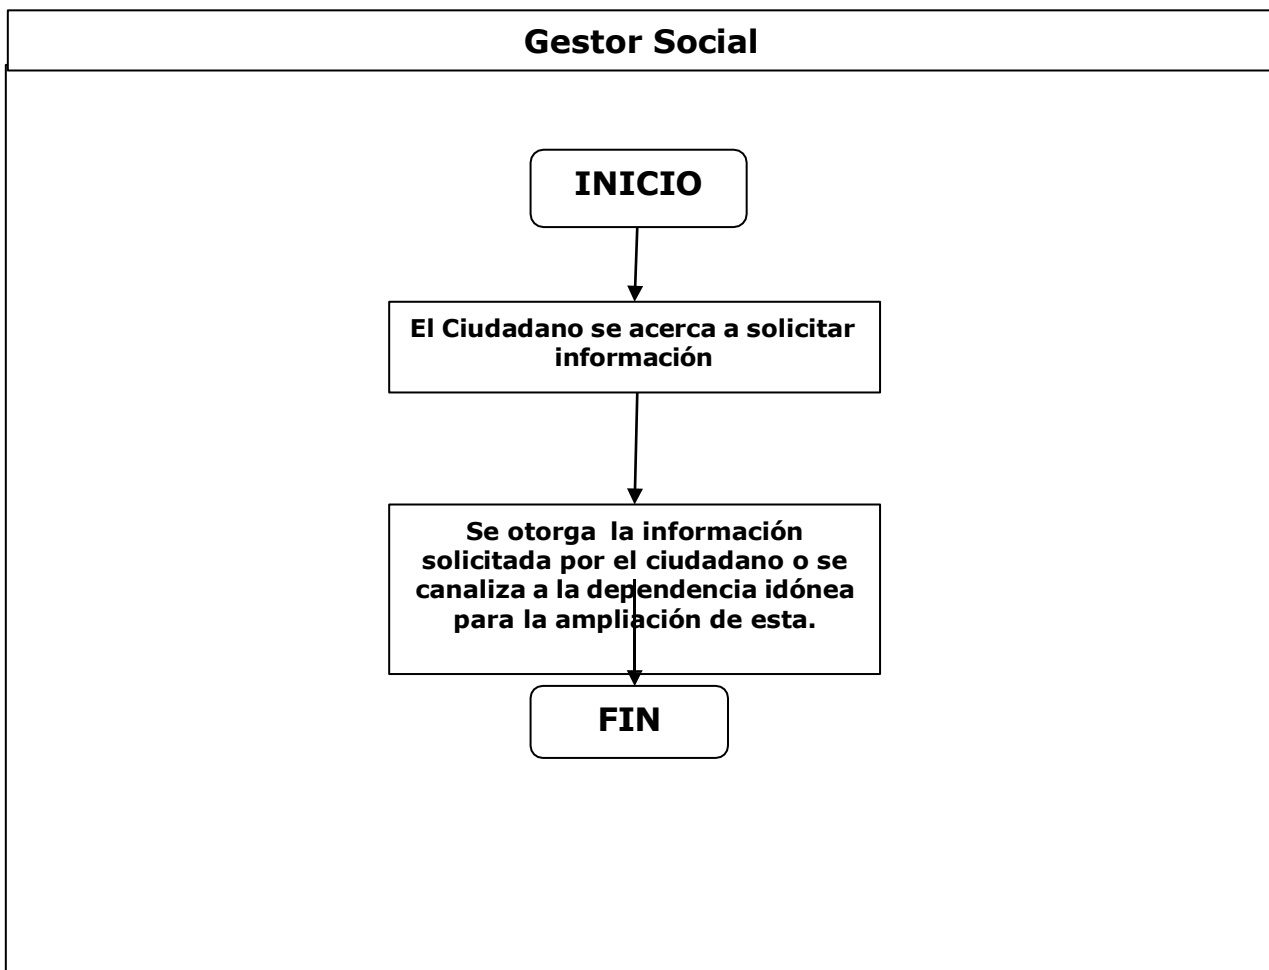 Gestor Social
INICIO
El Ciudadano se acerca a solicitar
información
Se otorga  la información
solicitada por el ciudadano o se
canaliza a la dependencia idónea
para la ampliación de esta.
FIN